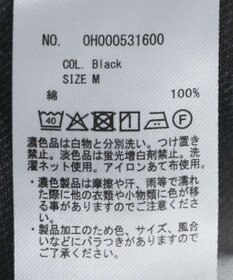 NO. 0H000531600
COL. Black
SIZE M
綿 100%
40 F
濃色品は白物と分別洗い。つけ置き
禁止。淡色品は蛍光増白剤禁止。洗
濯ネット使用。アイロンあて布使用。
・濃色製品は摩擦や汗、雨等で濡れ
た際に他の衣類や小物類に色が移
る事がありますのでご注意くださ
い。
・製品加工のため色、サイズ、風合
いなどにバラつきがありますので
ご了承ください。